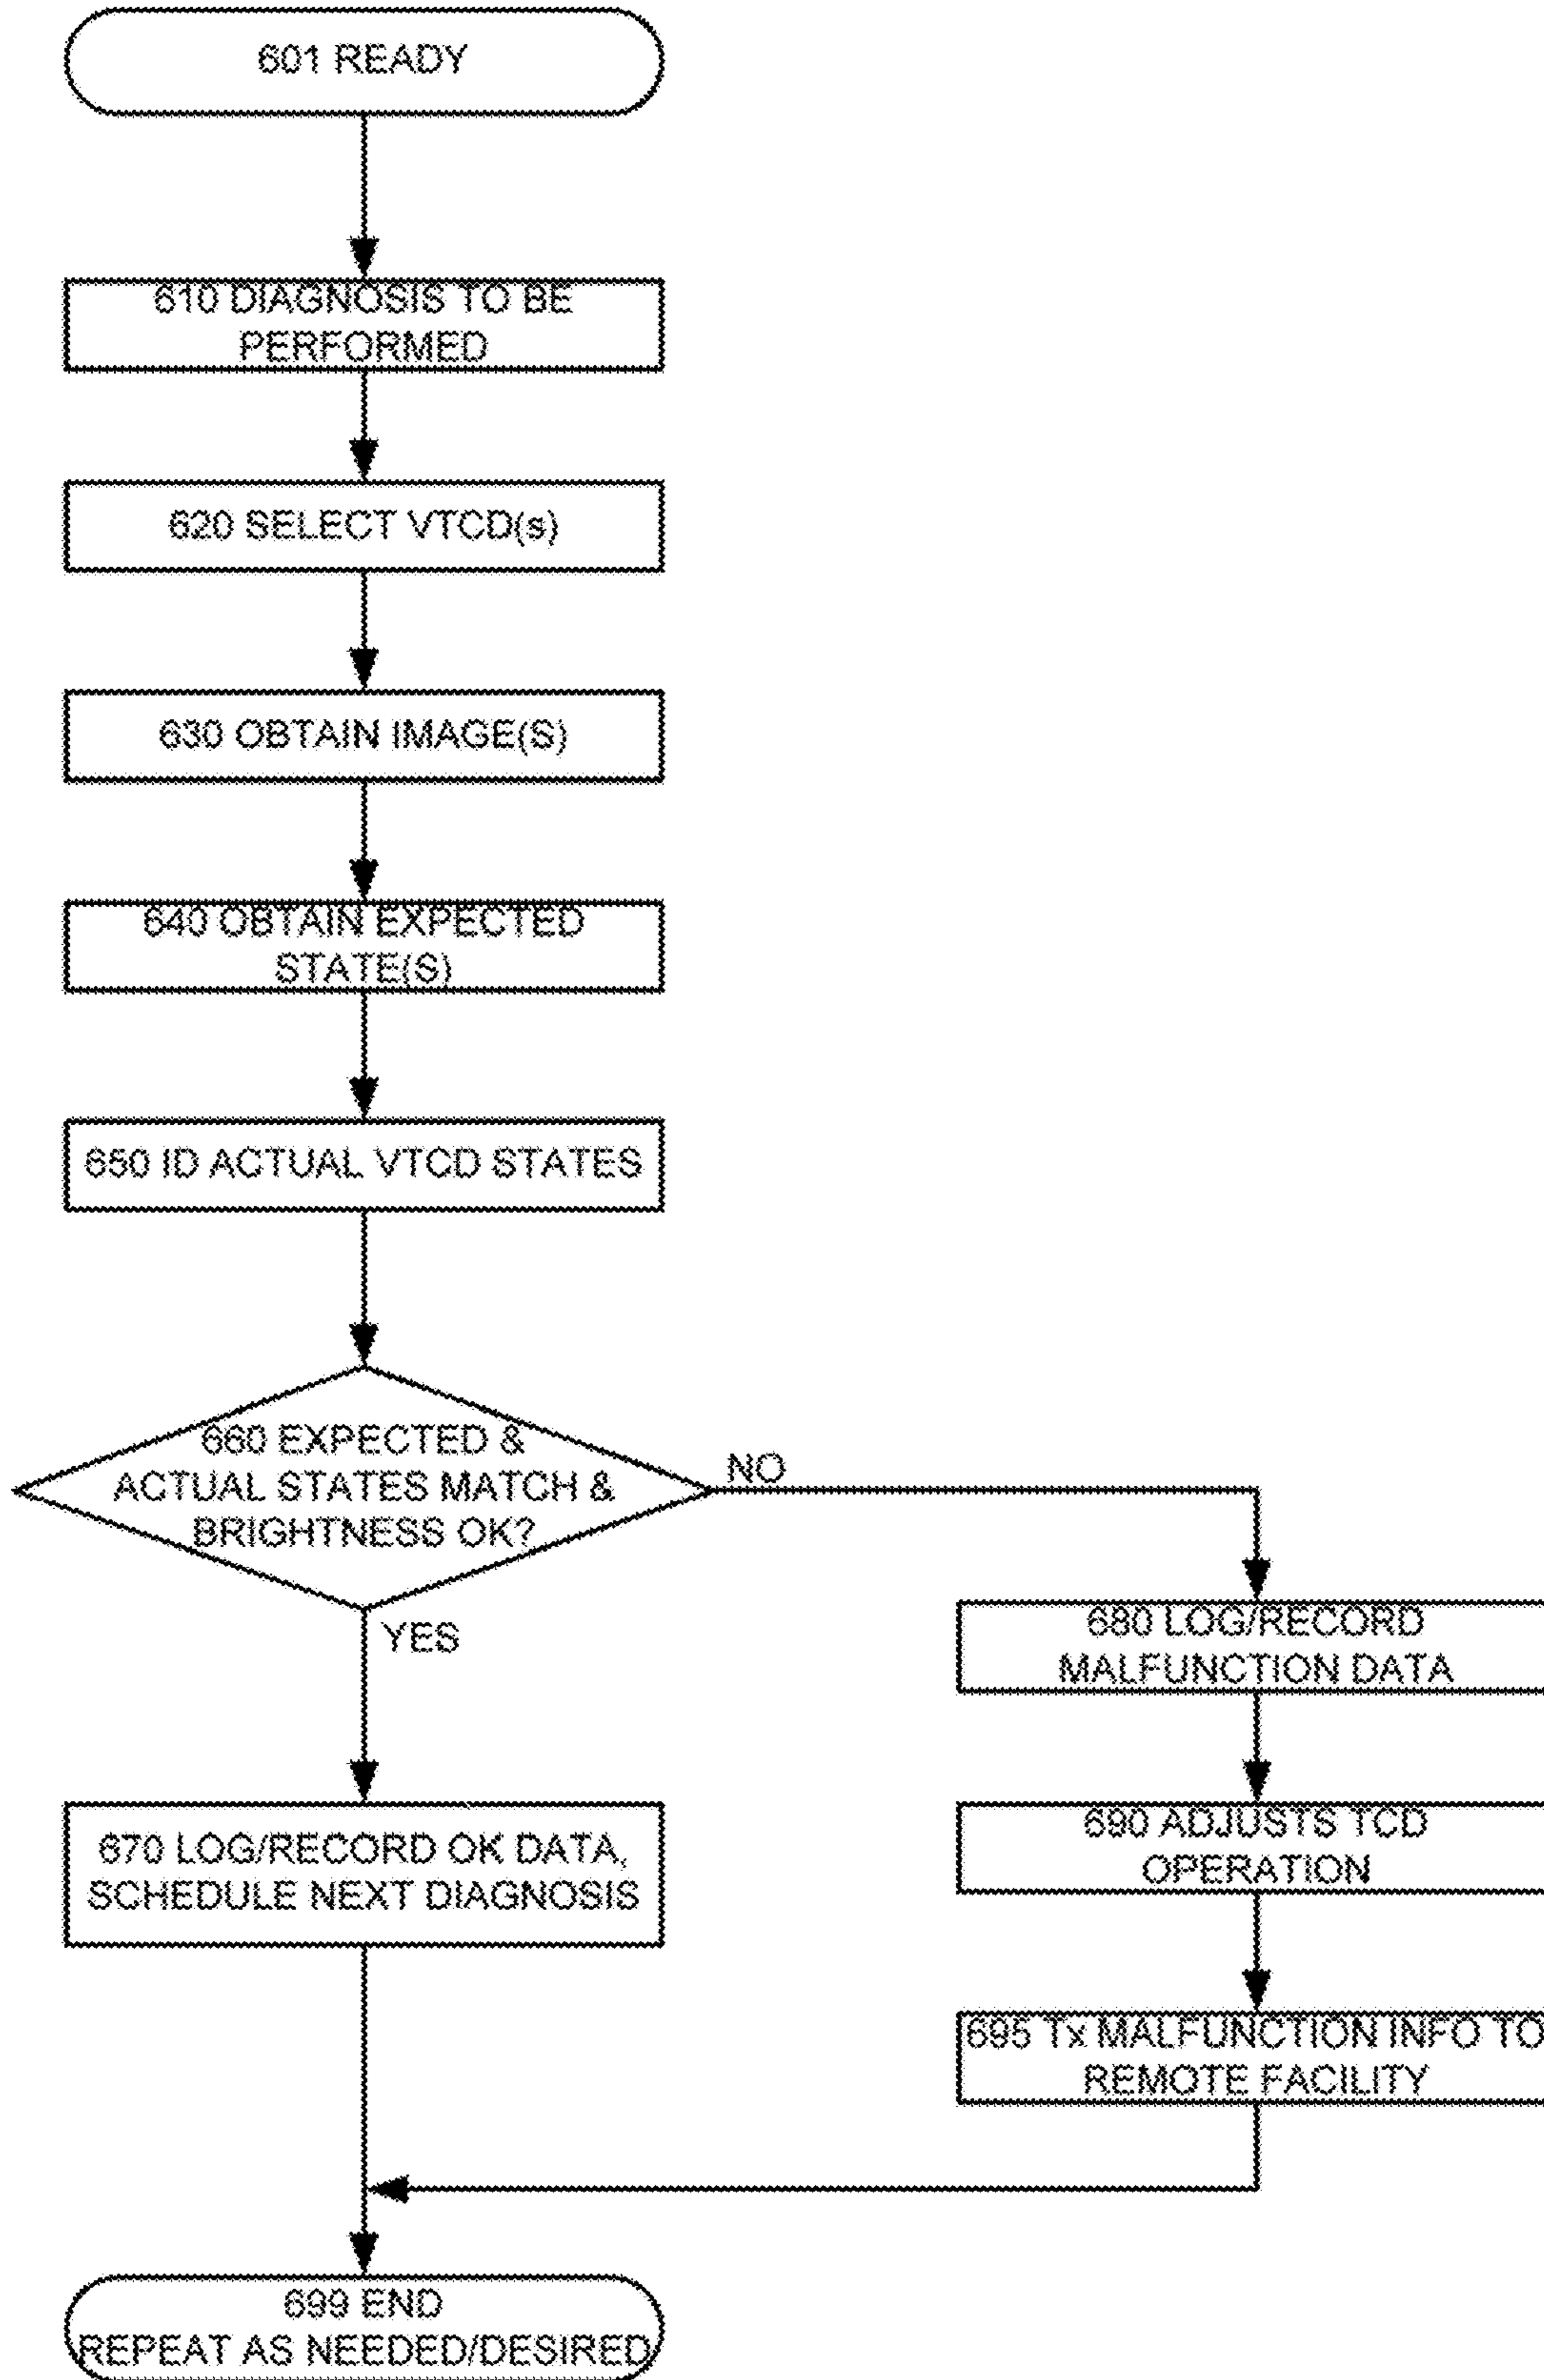 601 READY
610 DIAGNOSIS TO BE
PERFORMED
620 SELECT VTCD(s)
630 OBTAIN IMAGE(S)
640 OBTAIN EXPECTED
STATE(S)
650 ID ACTUAL VTCD STATES
660 EXPECTED &
ACTUAL STATES MATCH &
BRIGHTNESS OK?
NO
YES
680 LOG/RECORD
MALFUNCTION DATA
670 LOG/RECORD OK DATA,
SCHEDULE NEXT DIAGNOSIS
690 ADJUSTS TCD
OPERATION
695 Tx MALFUNCTION INFO TO
REMOTE FACILITY
699 END
REPEAT AS NEEDED/DESIRED